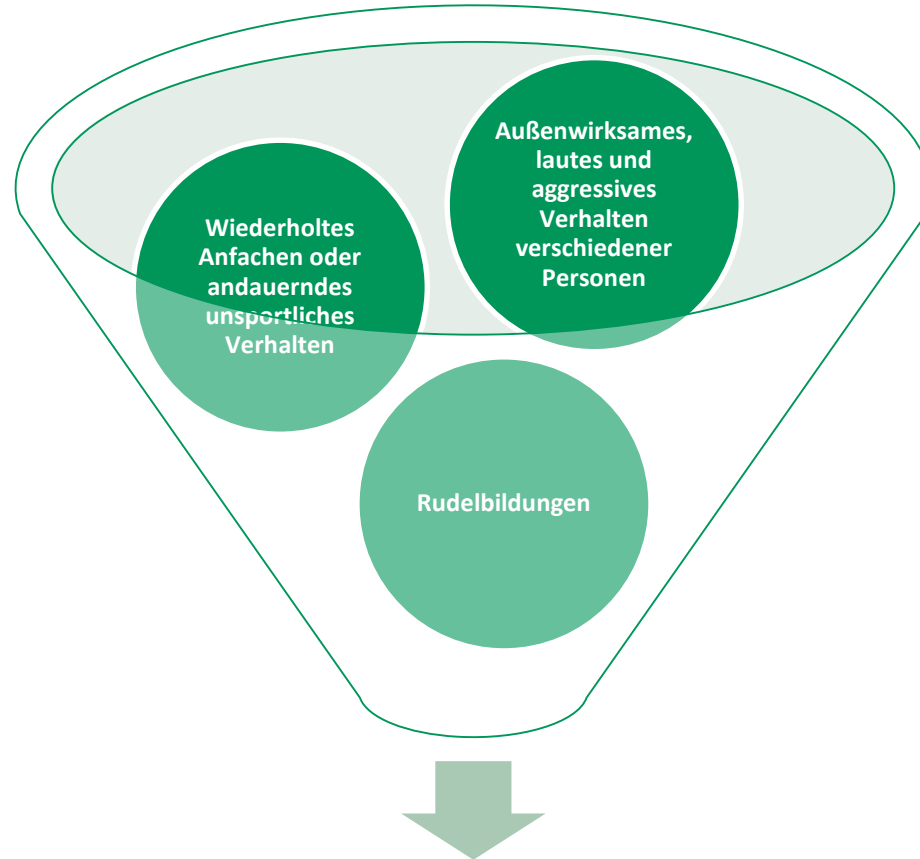 Außenwirksames,
lautes und
aggressives
Verhalten
verschiedener
Personen
Wiederholtes
Anfachen oder
andauerndes
unsportliches
Verhalten
Rudelbildungen